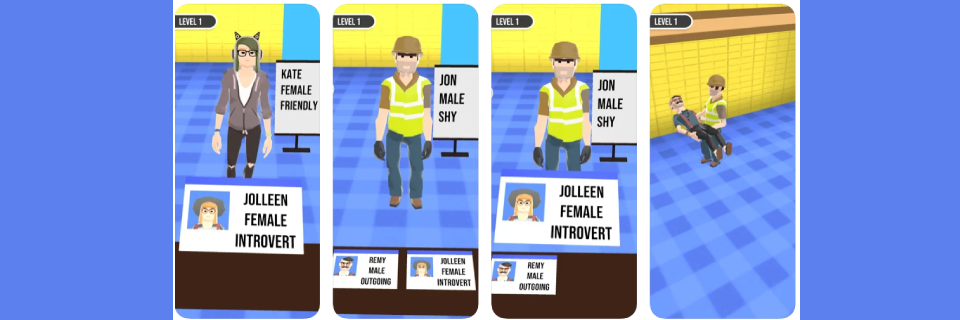 LEVEL 1
KATE
FEMALE
FRIENDLY
JOLLEEN
FEMALE
INTROVERT
LEVEL 1
JON
MALE
SHY
REMY
MALE
OUTGOING
JOLLEEN
FEMALE
INTROVERT
LEVEL 1
JON
MALE
SHY
JOLLEEN
FEMALE
INTROVERT
REMY
MALE
OUTGOING
LEVEL 1